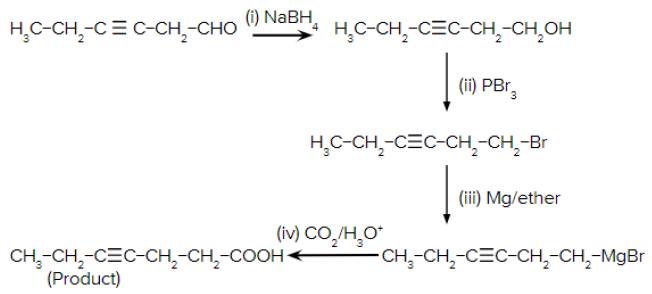 H₃C-CH₂-C≡C-CH₂-CHO (i) NaBH₄ H₃C-CH₂-C≡C-CH₂-CH₂OH
(ii) PBr₃
H₃C-CH₂-C≡C-CH₂-CH₂-Br
(iii) Mg/ether
(iv) CO₂/H₃O⁺
CH₃-CH₂-C≡C-CH₂-CH₂-COOH CH₃-CH₂-C≡C-CH₂-CH₂-MgBr
(Product)